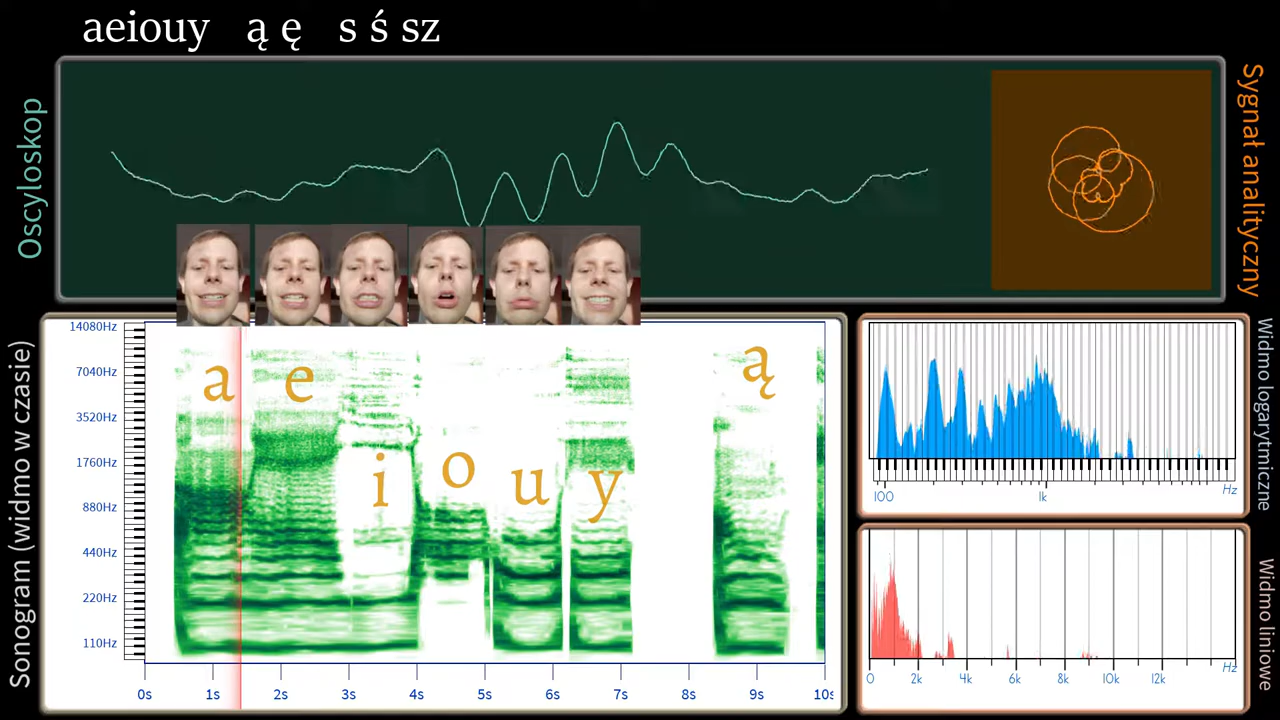 aeiouy ą ę s ś sz
Oscyloskop
Sygnał analityczny
Sonogram (widmo w czasie)
14080Hz
7040Hz
3520Hz
1760Hz
880Hz
440Hz
220Hz
110Hz
a e i o u y ą
0s 1s 2s 3s 4s 5s 6s 7s 8s 9s 10s
Widmo logarytmiczne
100 1k Hz
Widmo liniowe
0 2k 4k 6k 8k 10k 12k Hz